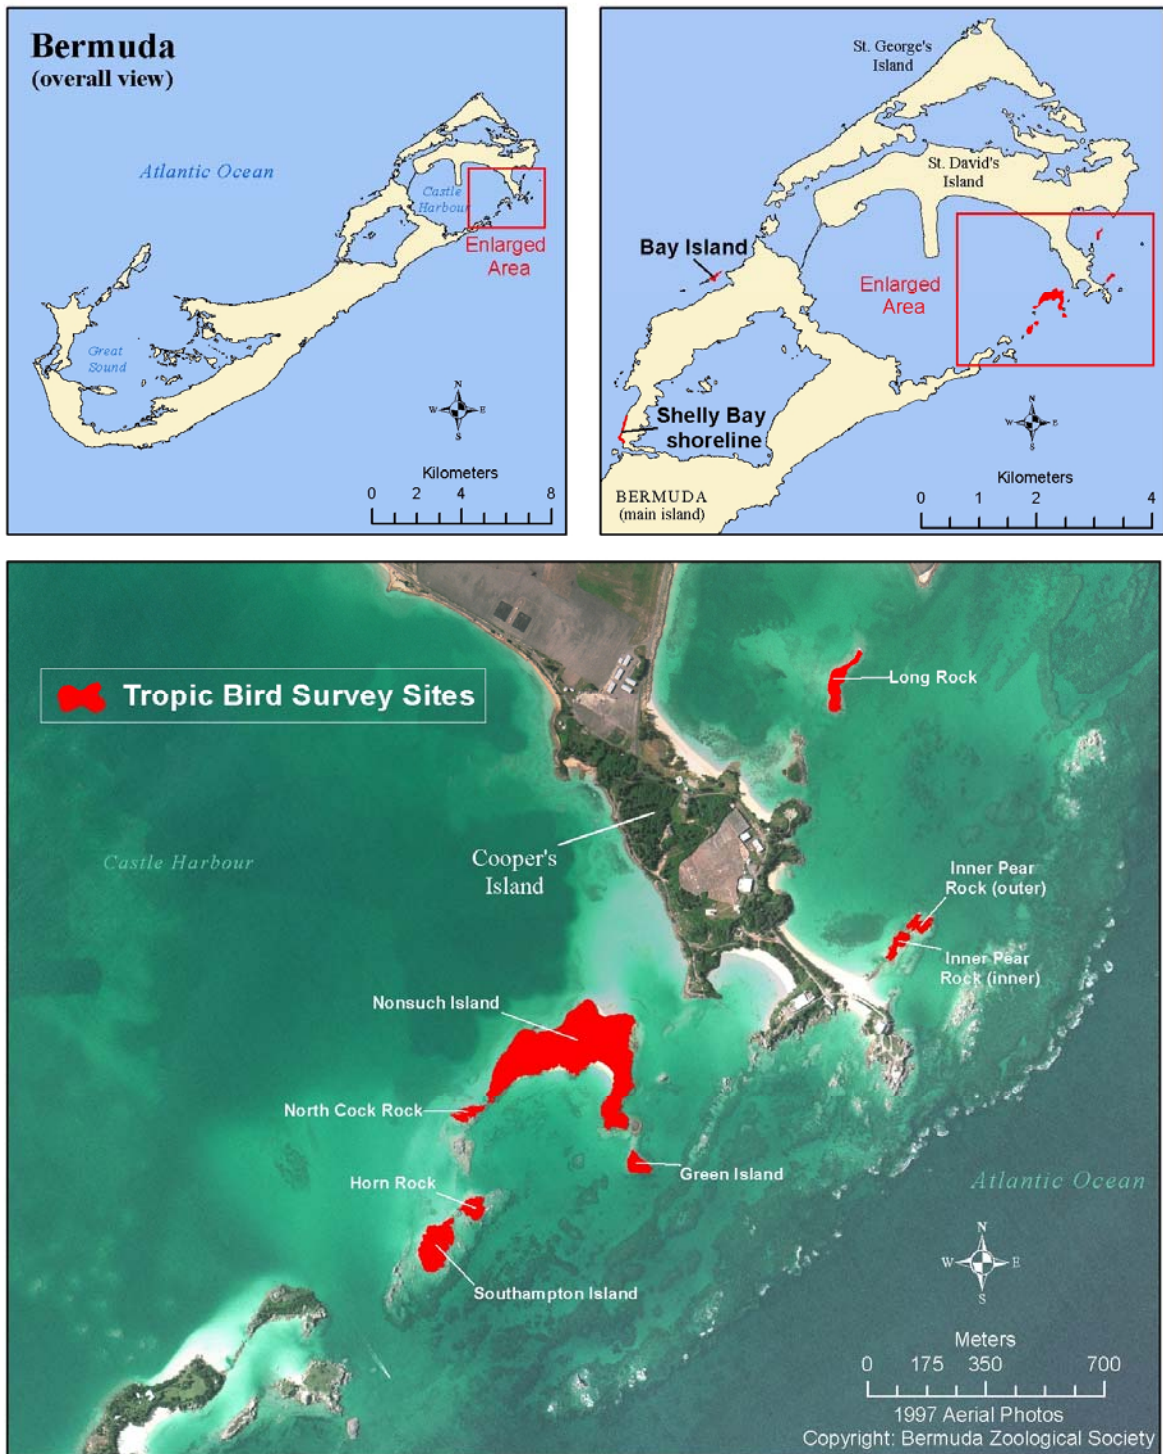 Bermuda
(overall view)
Atlantic Ocean
Castle
Harbour
Enlarged
Area
Great
Sound
N
W
E
S
Kilometers
0 2 4 8
St. George's
Island
St. David's
Island
Bay Island
Enlarged
Area
Shelly Bay
shoreline
N
W
E
S
BERMUDA
(main island)
Kilometers
0 1 2 4
Tropic Bird Survey Sites
Long Rock
Castle Harbour
Cooper's
Island
Inner Pear
Rock (outer)
Inner Pear
Rock (inner)
Nonsuch Island
North Cock Rock
Green Island
Horn Rock
Atlantic Ocean
Southampton Island
N
W
E
S
Meters
0 175 350 700
1997 Aerial Photos
Copyright: Bermuda Zoological Society